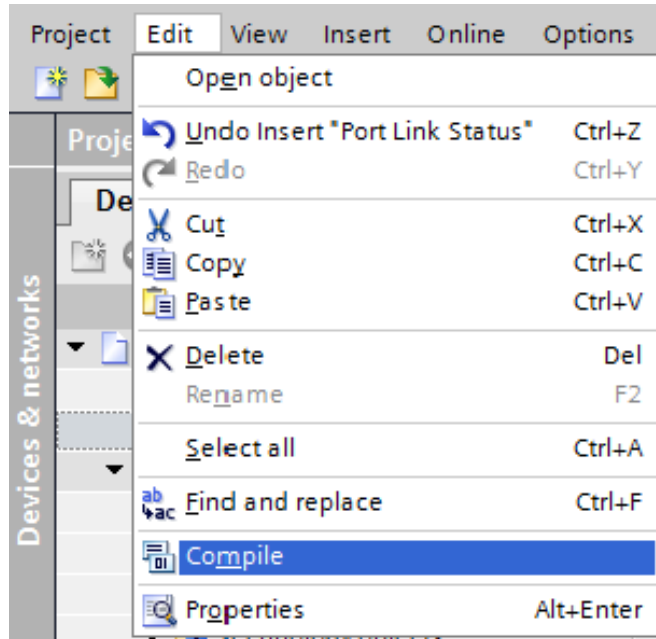 Project Edit View Insert Online Options
Open object
Proje
Undo Insert "Port Link Status" Ctrl+Z
Redo Ctrl+Y
De
Cut Ctrl+X
Copy Ctrl+C
Paste Ctrl+V
Delete Del
Rename F2
Select all Ctrl+A
Find and replace Ctrl+F
Compile
Properties Alt+Enter
Devices & networks